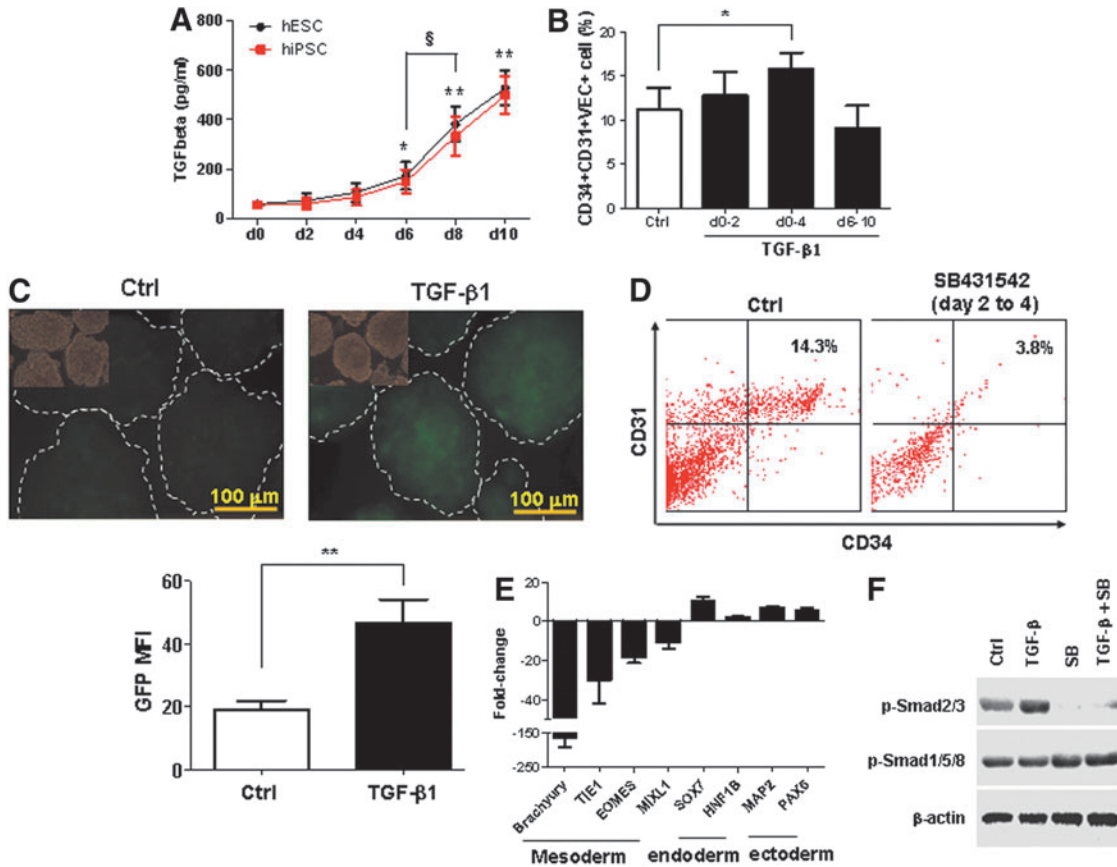 A
800
600
400
200
0
TGFbeta (pg/ml)
hESC
hiPSC
§
*
**
**
d0 d2 d4 d6 d8 d10
B
20
15
10
5
0
CD34+CD31+VEC+ cell (%)
*
Ctrl d0-2 d0-4 d6-10
TGF-β1
C
Ctrl
TGF-β1
100 µm
100 µm
D
Ctrl
SB431542
(day 2 to 4)
14.3%
3.8%
CD31
CD34
60
40
20
0
GFP MFI
**
Ctrl TGF-β1
E
20
0
-20
-40
-150
-250
Fold-change
Brachyury TIE1 EOMES MIXL1 SOX7 HNF1B MAP2 PAX6
Mesoderm endoderm ectoderm
F
Ctrl TGF-β SB TGF-β + SB
p-Smad2/3
p-Smad1/5/8
β-actin